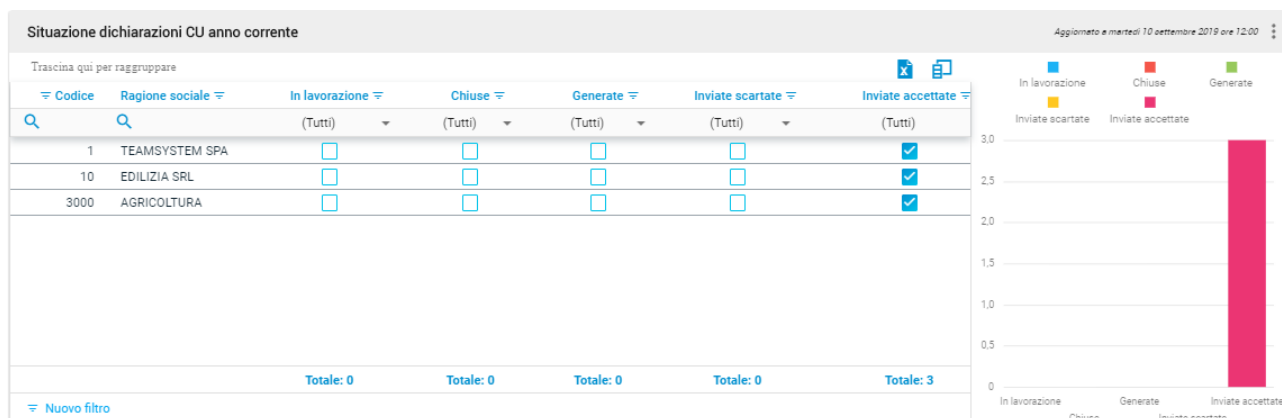 Situazione dichiarazioni CU anno corrente
Aggiornato a martedì 10 settembre 2019 ore 12:00
Trascina qui per raggruppare
Codice Ragione sociale In lavorazione Chiuse Generate Inviate scartate Inviate accettate
(Tutti) (Tutti) (Tutti) (Tutti) (Tutti)
1 TEAMSYSTEM SPA
10 EDILIZIA SRL
3000 AGRICOLTURA
Totale: 0 Totale: 0 Totale: 0 Totale: 0 Totale: 3
Nuovo filtro
In lavorazione Chiuse Generate
Inviate scartate Inviate accettate
3,0
2,5
2,0
1,5
1,0
0,5
0
In lavorazione Generate Inviate accettate
Chiuse Inviate scartate